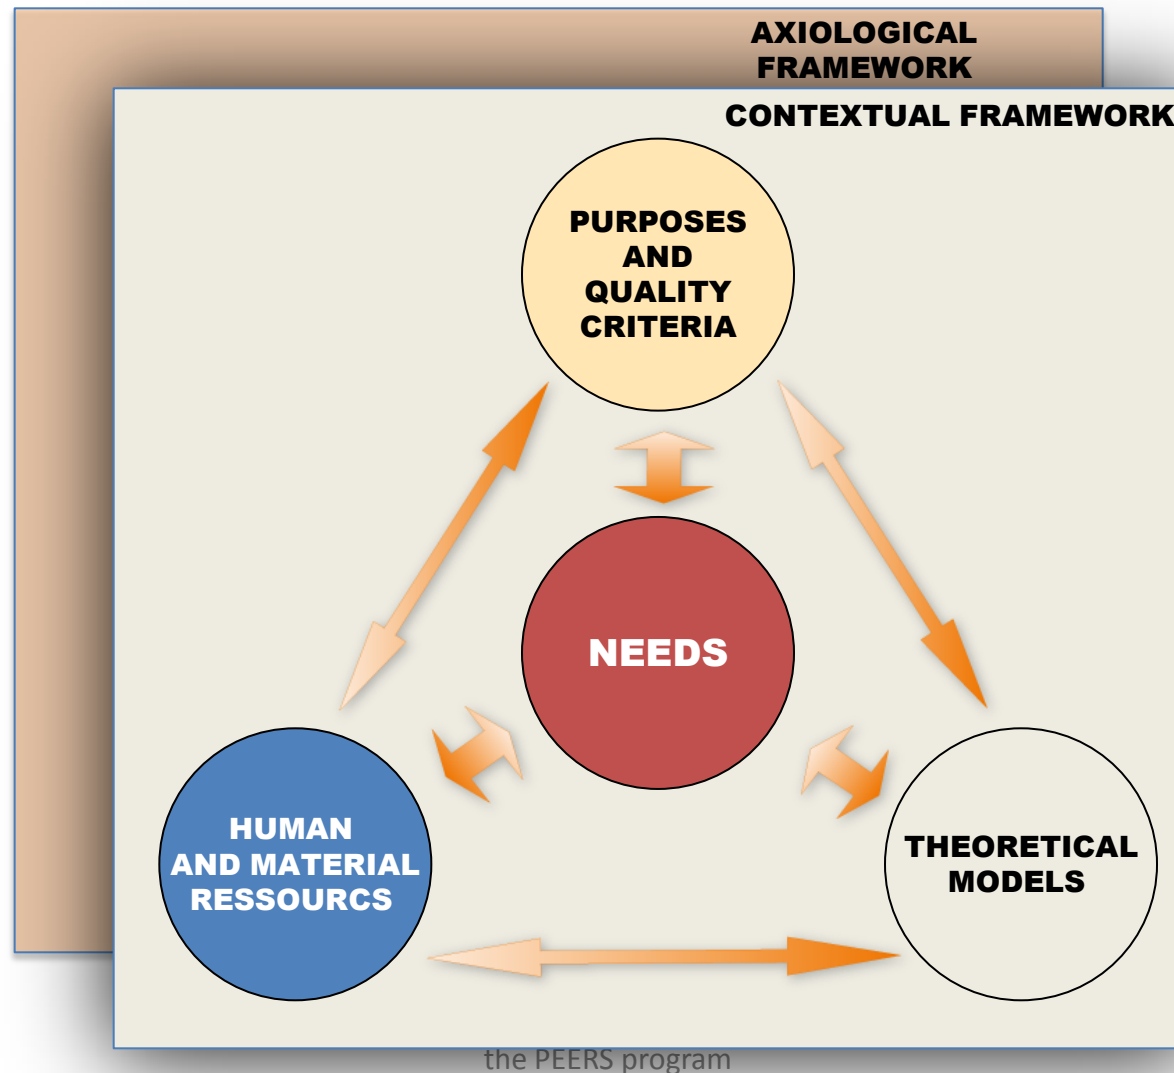 AXIOLOGICAL
FRAMEWORK
CONTEXTUAL FRAMEWORK
PURPOSES
AND
QUALITY
CRITERIA
NEEDS
HUMAN
AND MATERIAL
RESSOURCS
THEORETICAL
MODELS
the PEERS program